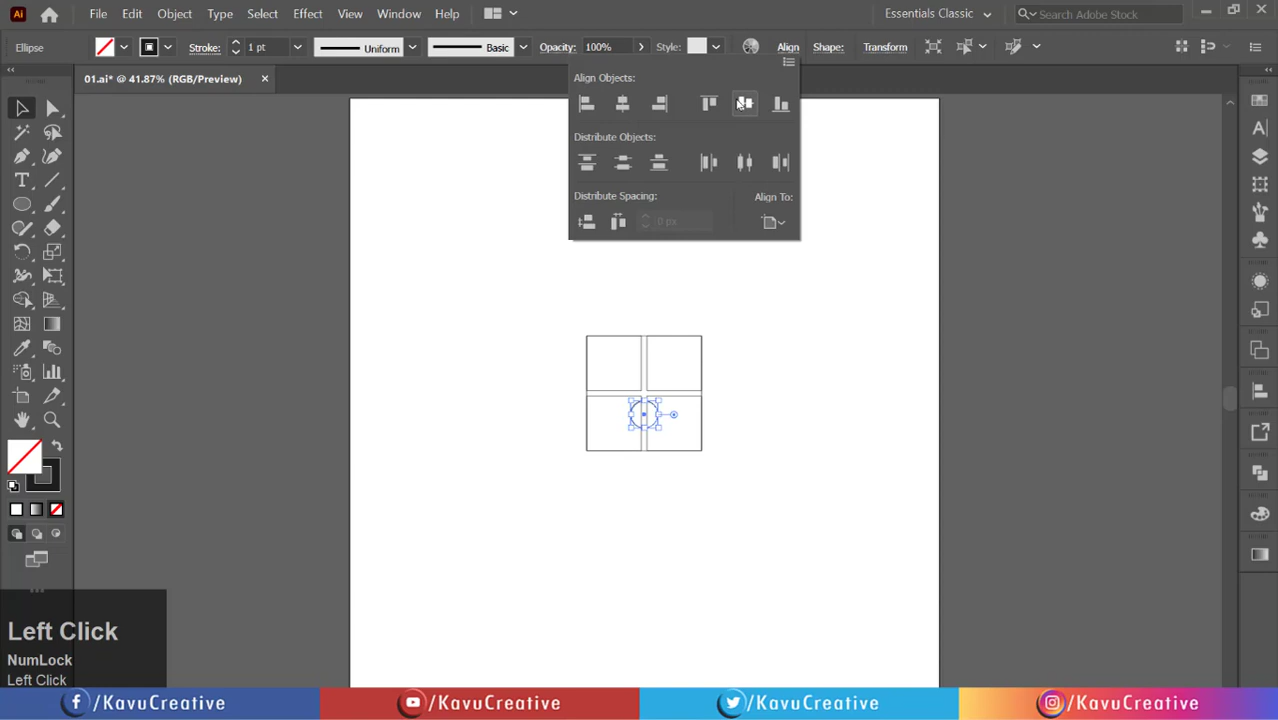 Ai File Edit Object Type Select Effect View Window Help Essentials Classic Search Adobe Stock
Ellipse Stroke: 1 pt Uniform Basic Opacity: 100% Style: Align Shape: Transform
01.ai* @ 41.87% (RGB/Preview)
Align Objects:
Distribute Objects:
Distribute Spacing: Align To:
0 px
Left Click
NumLock
Left Click
/KavuCreative /KavuCreative /KavuCreative /KavuCreative